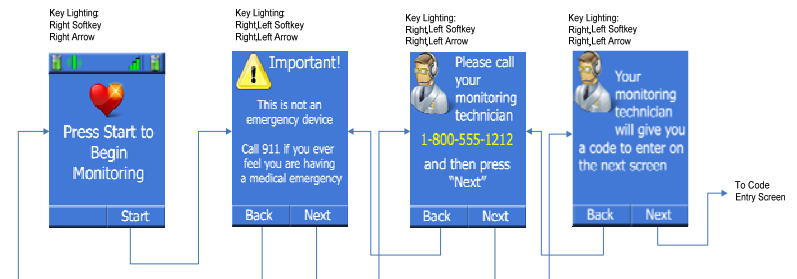 Key Lighting:
Right Softkey
Right Arrow
Press Start to
Begin
Monitoring
Start
Key Lighting:
Right,Left Softkey
Right,Left Arrow
Important!
This is not an
emergency device
Call 911 if you ever
feel you are having
a medical emergency
Back Next
Key Lighting:
Right,Left Softkey
Right,Left Arrow
Please call
your
monitoring
technician
1-800-555-1212
and then press
"Next"
Back Next
Key Lighting:
Right,Left Softkey
Right,Left Arrow
Your
monitoring
technician
will give you
a code to enter on
the next screen
Back Next
To Code
Entry Screen